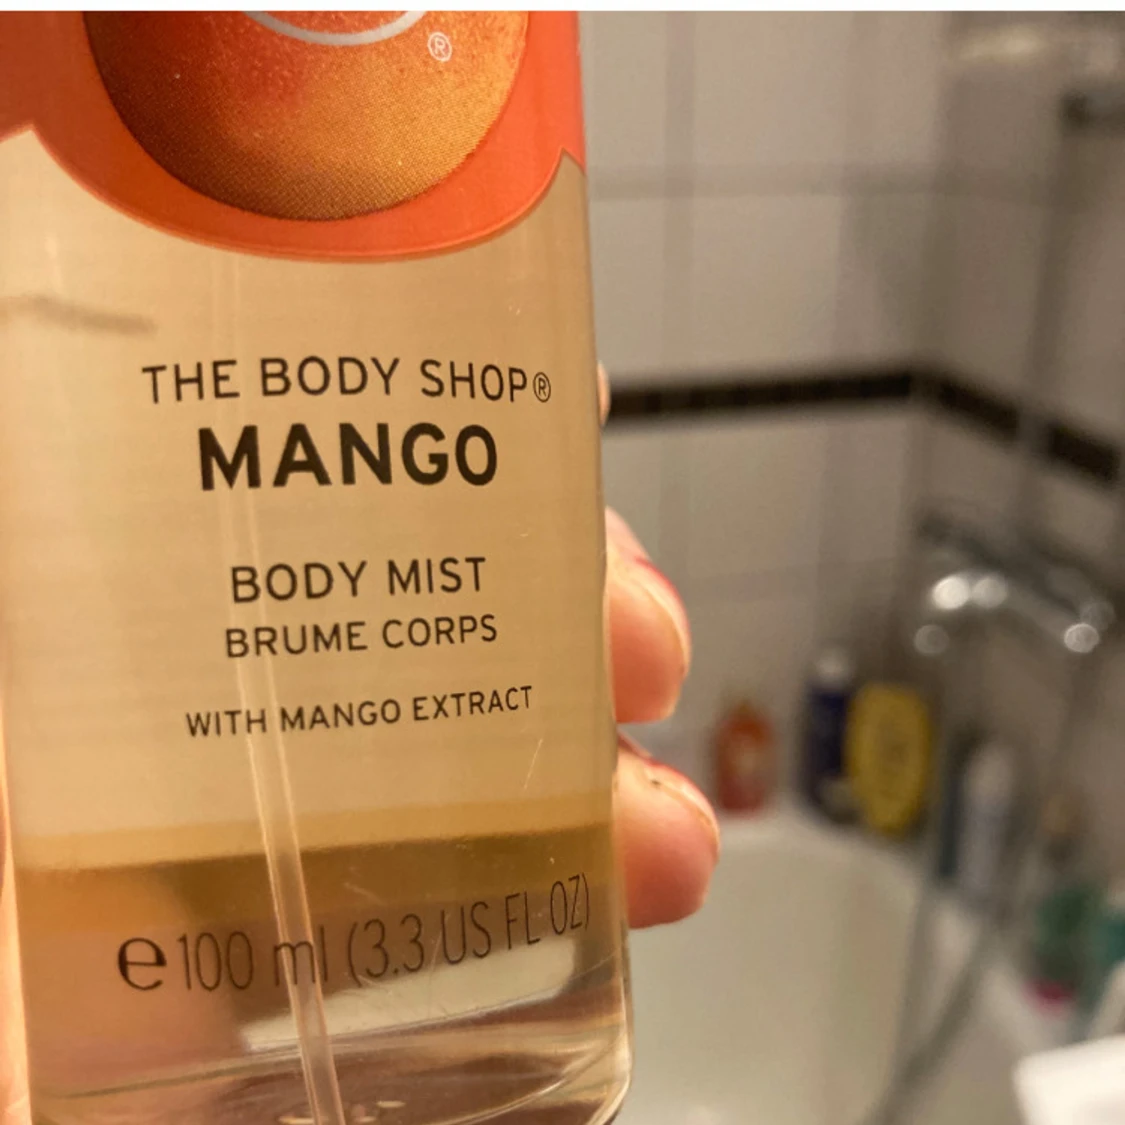 ®
THE BODY SHOP®
MANGO
BODY MIST
BRUME CORPS
WITH MANGO EXTRACT
e 100 ml (3.3 US FL OZ)